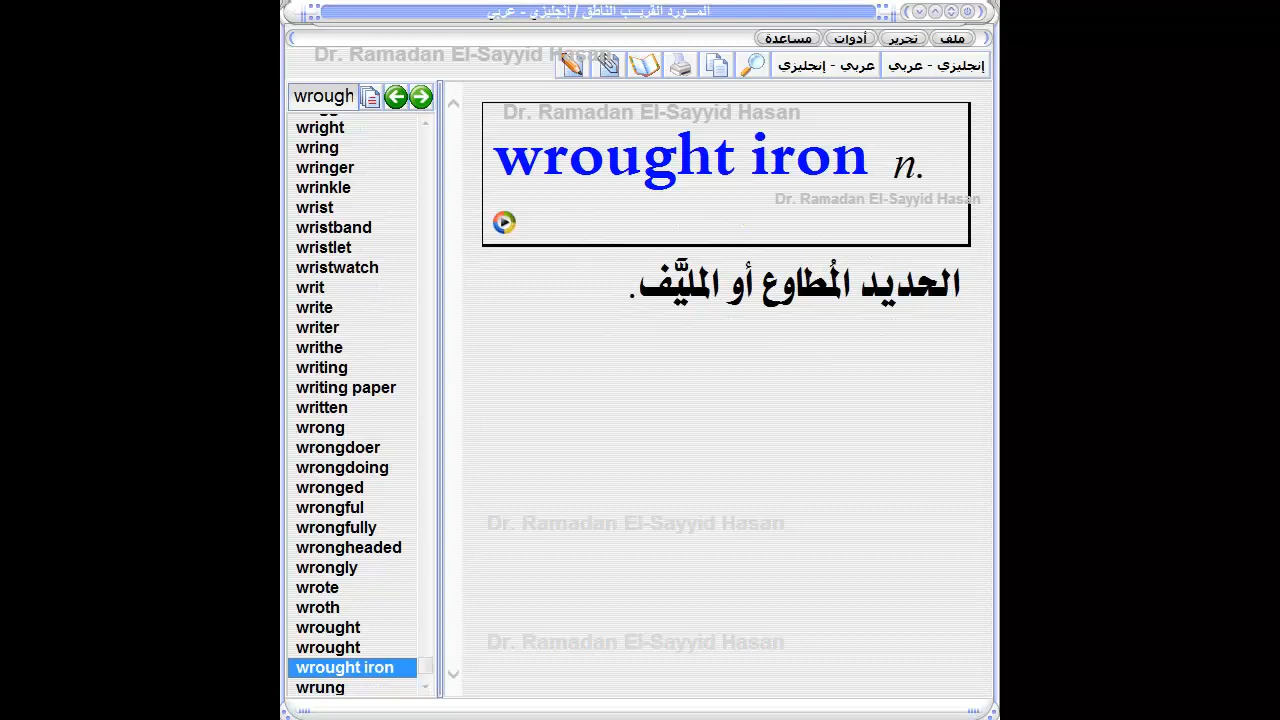 المــورد القريــب الناطق / إنجليزي - عربي
ملف تحرير أدوات مساعدة
Dr. Ramadan El-Sayyid Hasan
إنجليزي - عربي عربي - إنجليزي
wrough
wright
wring
wringer
wrinkle
wrist
wristband
wristlet
wristwatch
writ
write
writer
writhe
writing
writing paper
written
wrong
wrongdoer
wrongdoing
wronged
wrongful
wrongfully
wrongheaded
wrongly
wrote
wroth
wrought
wrought
wrought iron
wrung
Dr. Ramadan El-Sayyid Hasan
wrought iron n.
Dr. Ramadan El-Sayyid Hasan
الحديد المُطاوع أو المليَّف.
Dr. Ramadan El-Sayyid Hasan
Dr. Ramadan El-Sayyid Hasan